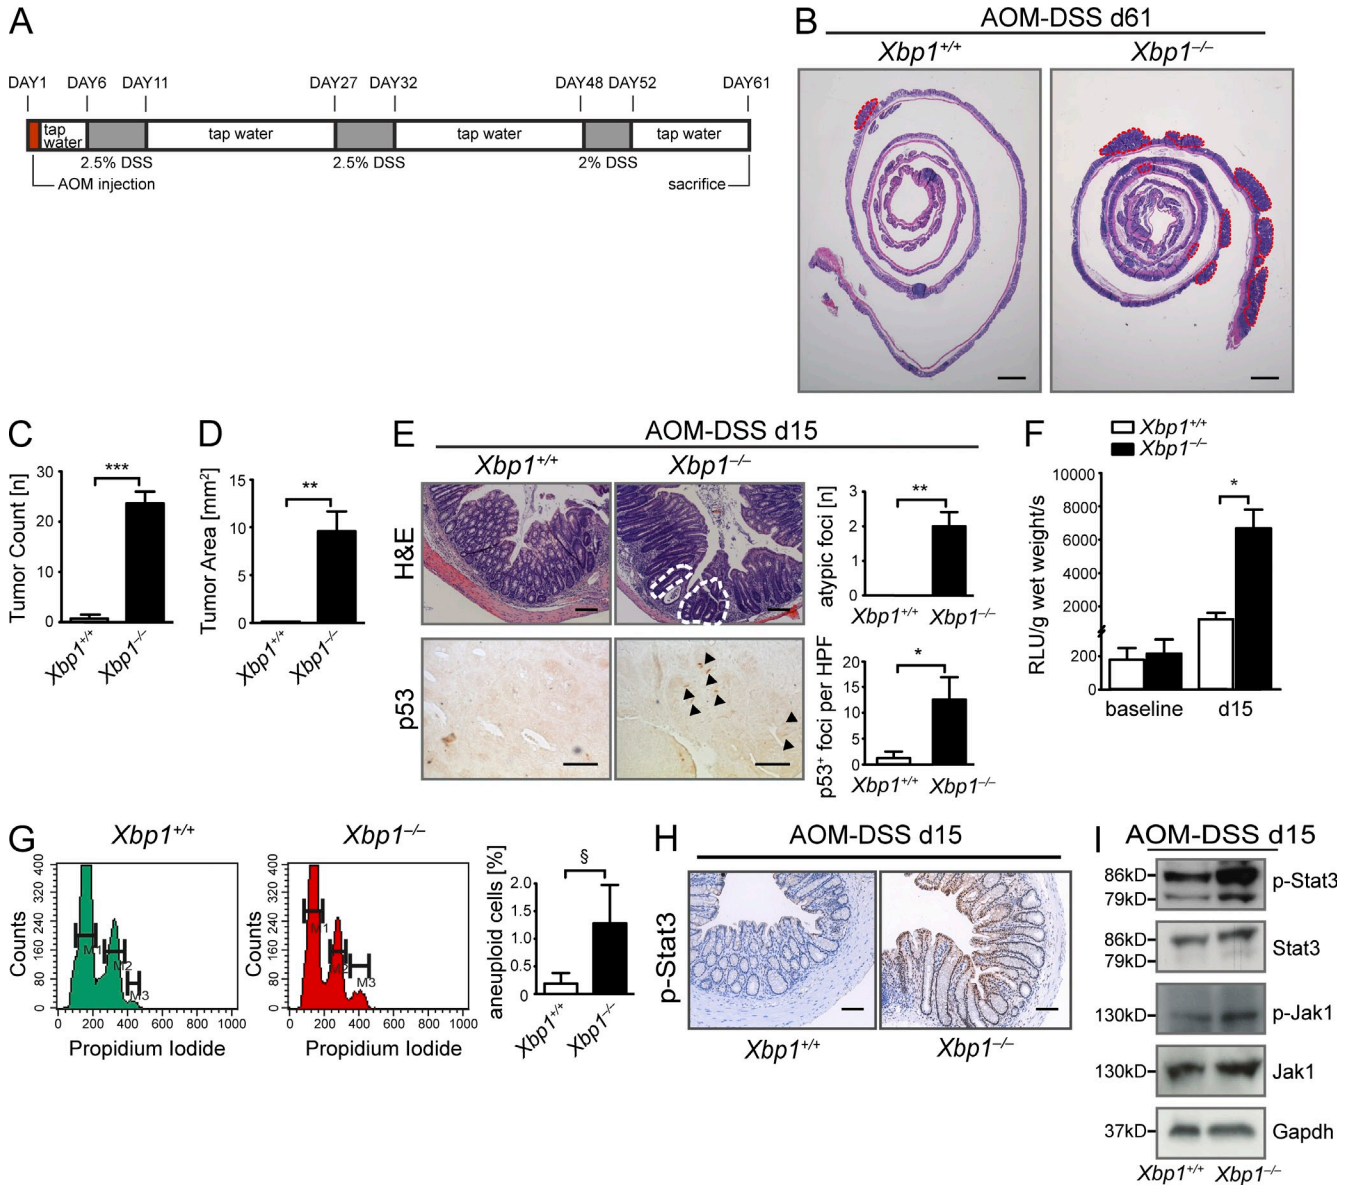 A
DAY1 DAY6 DAY11 DAY27 DAY32 DAY48 DAY52 DAY61
tap water tap water tap water tap water
2.5% DSS 2.5% DSS 2% DSS
AOM injection sacrifice
B
AOM-DSS d61
Xbp1+/+ Xbp1–/–
C
Tumor Count [n]
30
20
10
0
***
Xbp1+/+ Xbp1–/–
D
Tumor Area [mm²]
15
10
5
0
**
Xbp1+/+ Xbp1–/–
E
AOM-DSS d15
Xbp1+/+ Xbp1–/–
H&E
p53
atypic foci [n]
3
2
1
0
**
Xbp1+/+ Xbp1–/–
p53+ foci per HPF
20
15
10
5
0
*
Xbp1+/+ Xbp1–/–
F
Xbp1+/+
Xbp1–/–
RLU/g wet weight/s
10000
8000
6000
4000
2000
200
0
*
baseline d15
G
Xbp1+/+
Counts
400
320
240
160
80
0
M1
M2
M3
0 200 400 600 800 1000
Propidium Iodide
Xbp1–/–
Counts
400
320
240
160
80
0
M1
M2
M3
0 200 400 600 800 1000
Propidium Iodide
aneuploid cells [%]
2.0
1.5
1.0
0.5
0
§
Xbp1+/+ Xbp1–/–
H
AOM-DSS d15
p-Stat3
Xbp1+/+ Xbp1–/–
I
AOM-DSS d15
86kD
79kD
p-Stat3
86kD
79kD
Stat3
130kD
p-Jak1
130kD
Jak1
37kD
Gapdh
Xbp1+/+ Xbp1–/–